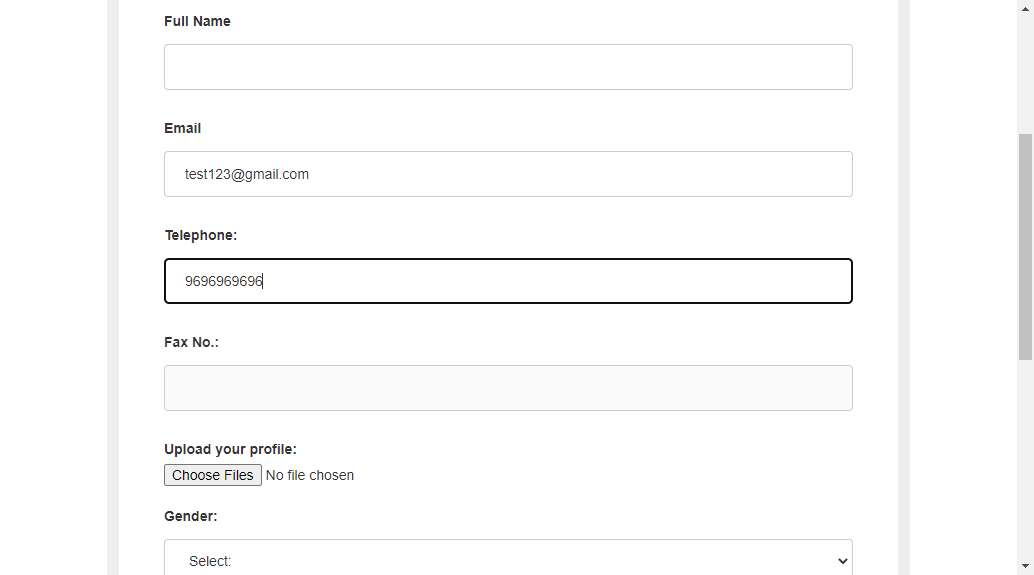 Full Name
Email
test123@gmail.com
Telephone:
9696969696
Fax No.:
Upload your profile:
Choose Files No file chosen
Gender:
Select: